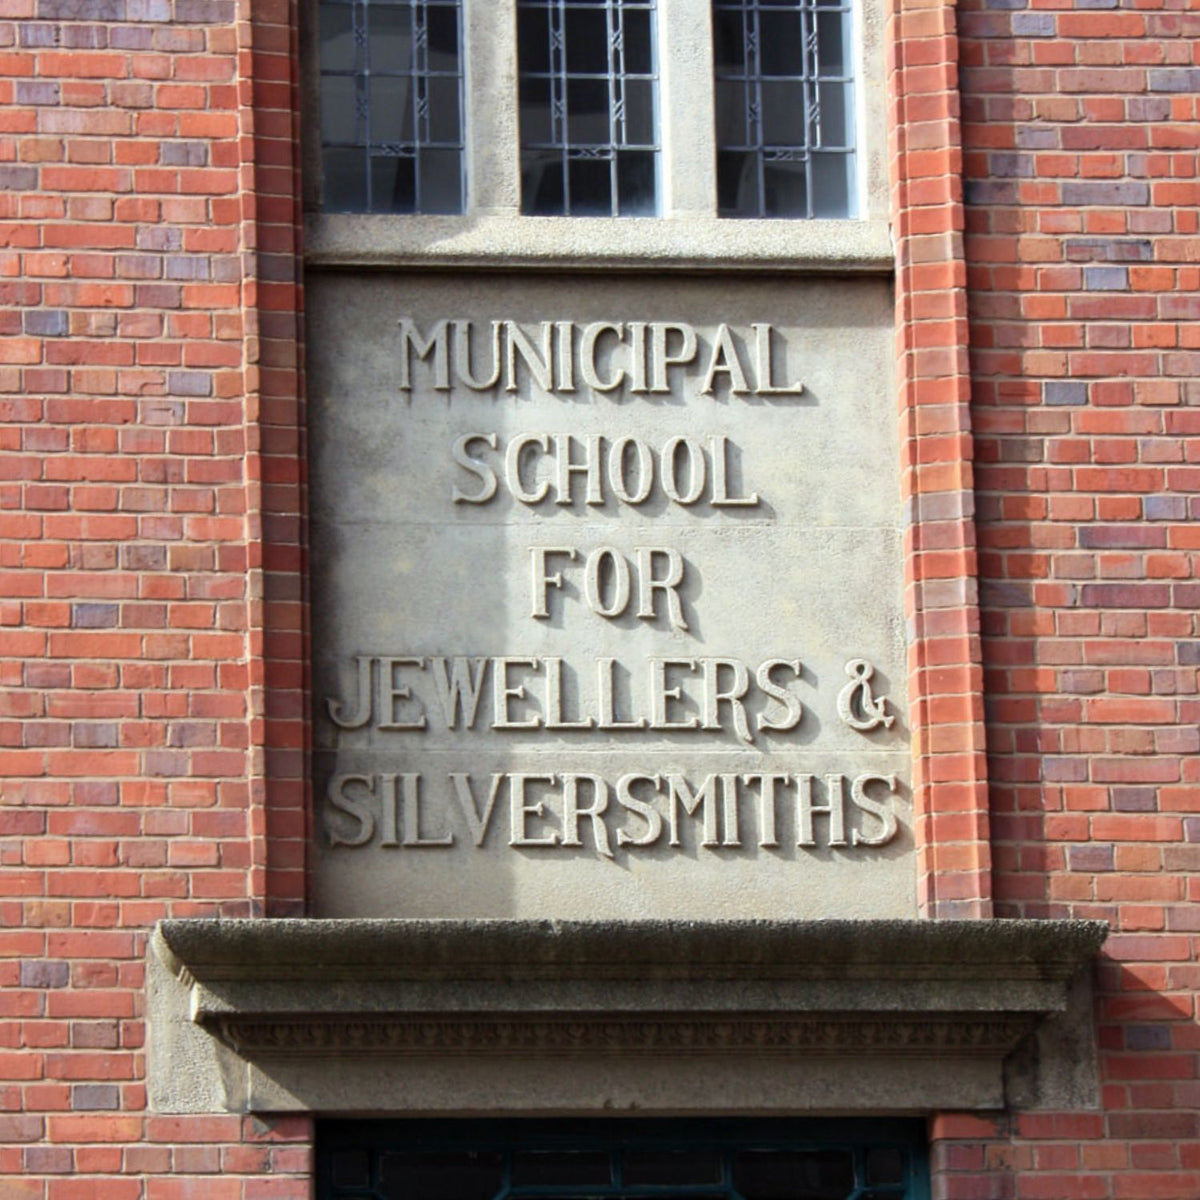 MUNICIPAL
SCHOOL
FOR
JEWELLERS &
SILVERSMITHS